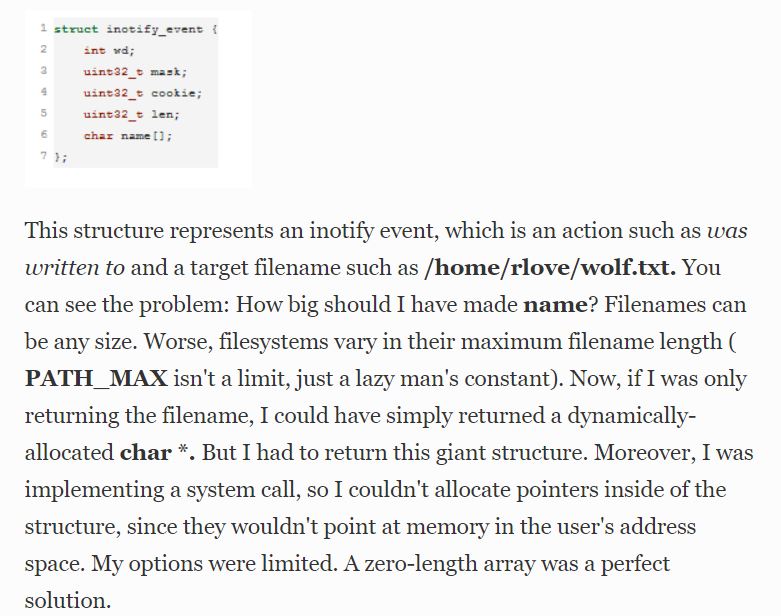 1 struct inotify_event {
2 int wd;
3 uint32_t mask;
4 uint32_t cookie;
5 uint32_t len;
6 char name[];
7 };
This structure represents an inotify event, which is an action such as was
written to and a target filename such as /home/rlove/wolf.txt. You
can see the problem: How big should I have made name? Filenames can
be any size. Worse, filesystems vary in their maximum filename length (
PATH_MAX isn't a limit, just a lazy man's constant). Now, if I was only
returning the filename, I could have simply returned a dynamically-
allocated char *. But I had to return this giant structure. Moreover, I was
implementing a system call, so I couldn't allocate pointers inside of the
structure, since they wouldn't point at memory in the user's address
space. My options were limited. A zero-length array was a perfect
solution.